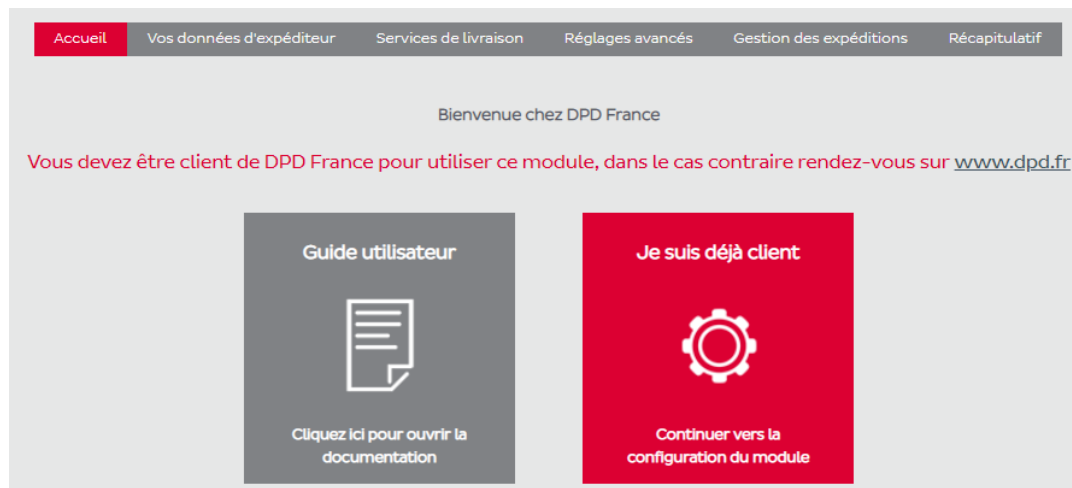 Accueil Vos données d'expéditeur Services de livraison Réglages avancés Gestion des expéditions Récapitulatif
Bienvenue chez DPD France
Vous devez être client de DPD France pour utiliser ce module, dans le cas contraire rendez-vous sur www.dpd.fr
Guide utilisateur
Cliquez ici pour ouvrir la
documentation
Je suis déjà client
Continuer vers la
configuration du module